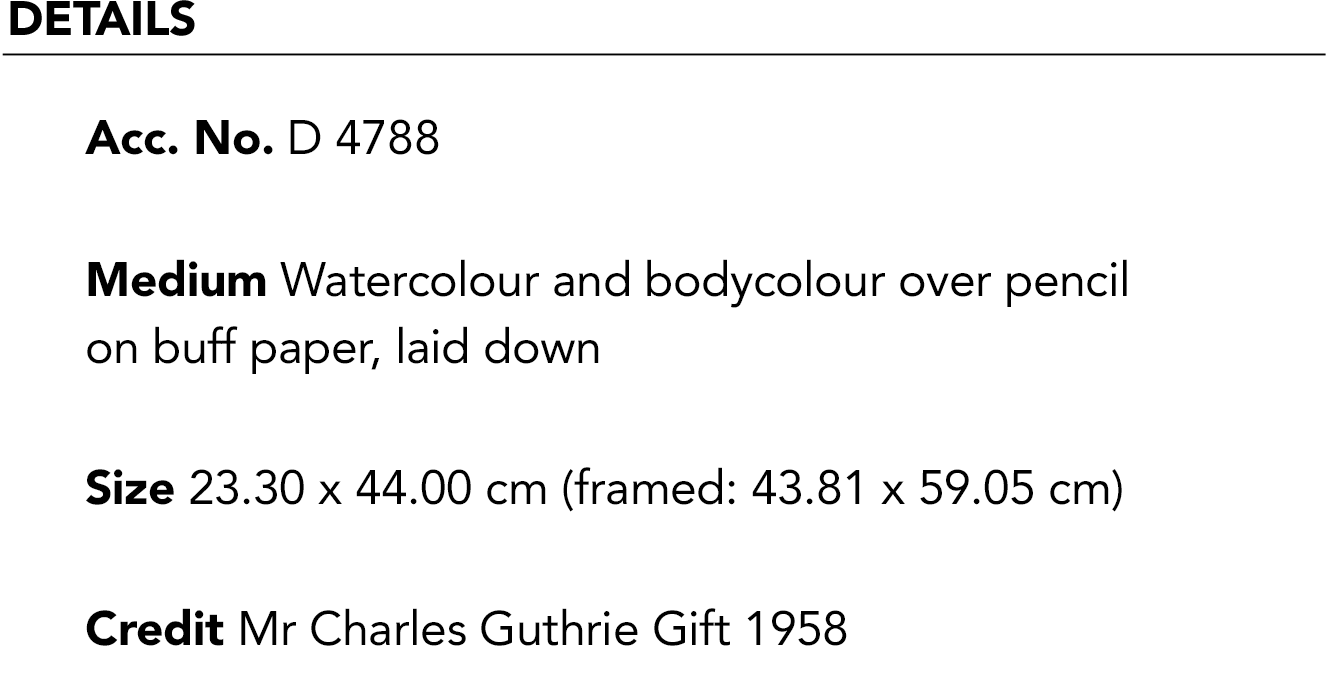 DETAILS
Acc. No. D 4788
Medium Watercolour and bodycolour over pencil
on buff paper, laid down
Size 23.30 x 44.00 cm (framed: 43.81 x 59.05 cm)
Credit Mr Charles Guthrie Gift 1958